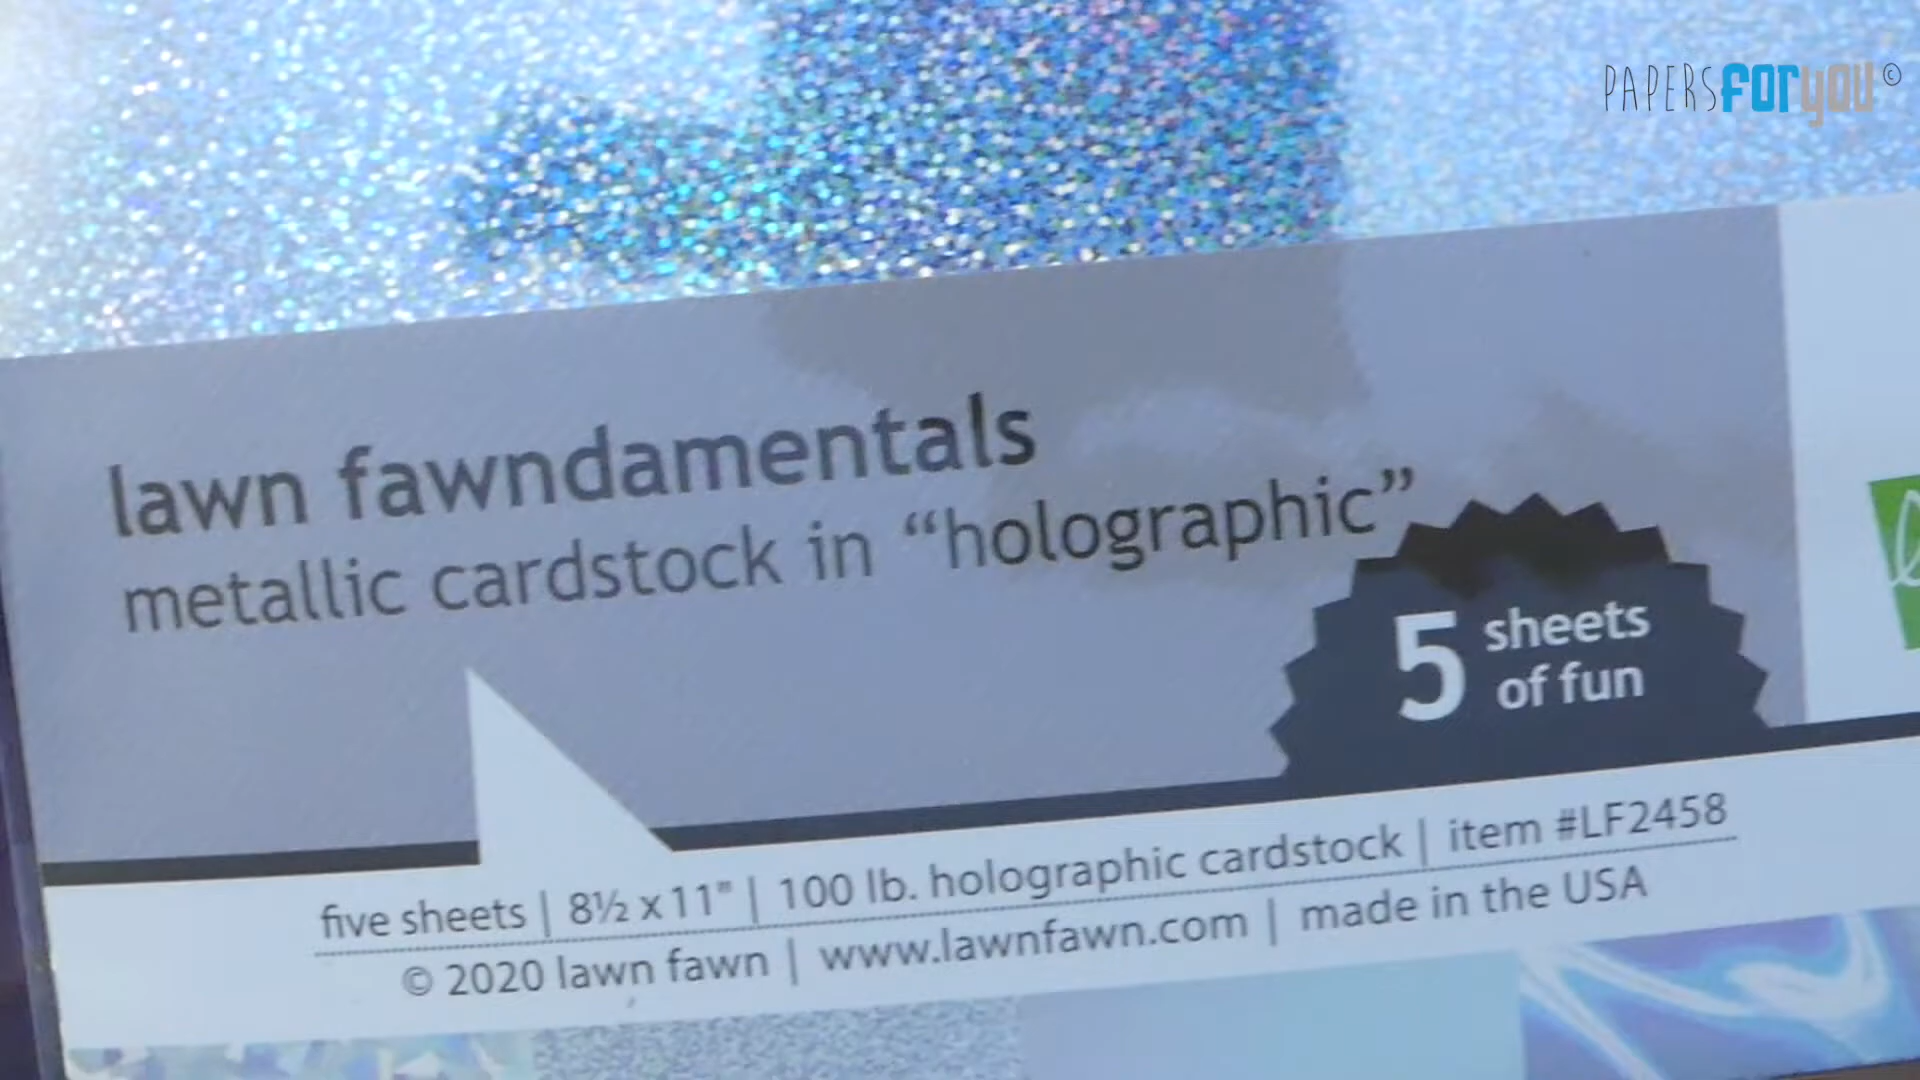 PAPERSFORyou©
lawn fawndamentals
metallic cardstock in “holographic”
5 sheets
of fun
five sheets | 8½ x 11" | 100 lb. holographic cardstock | item #LF2458
© 2020 lawn fawn | www.lawnfawn.com | made in the USA